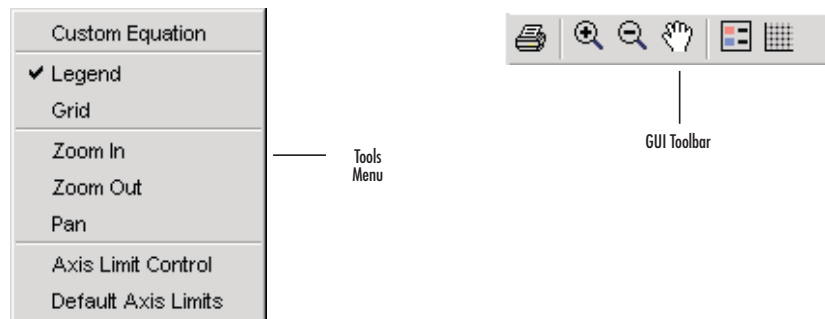 Custom Equation
Legend
Grid
Zoom In
Zoom Out
Pan
Axis Limit Control
Default Axis Limits
Tools
Menu
GUI Toolbar